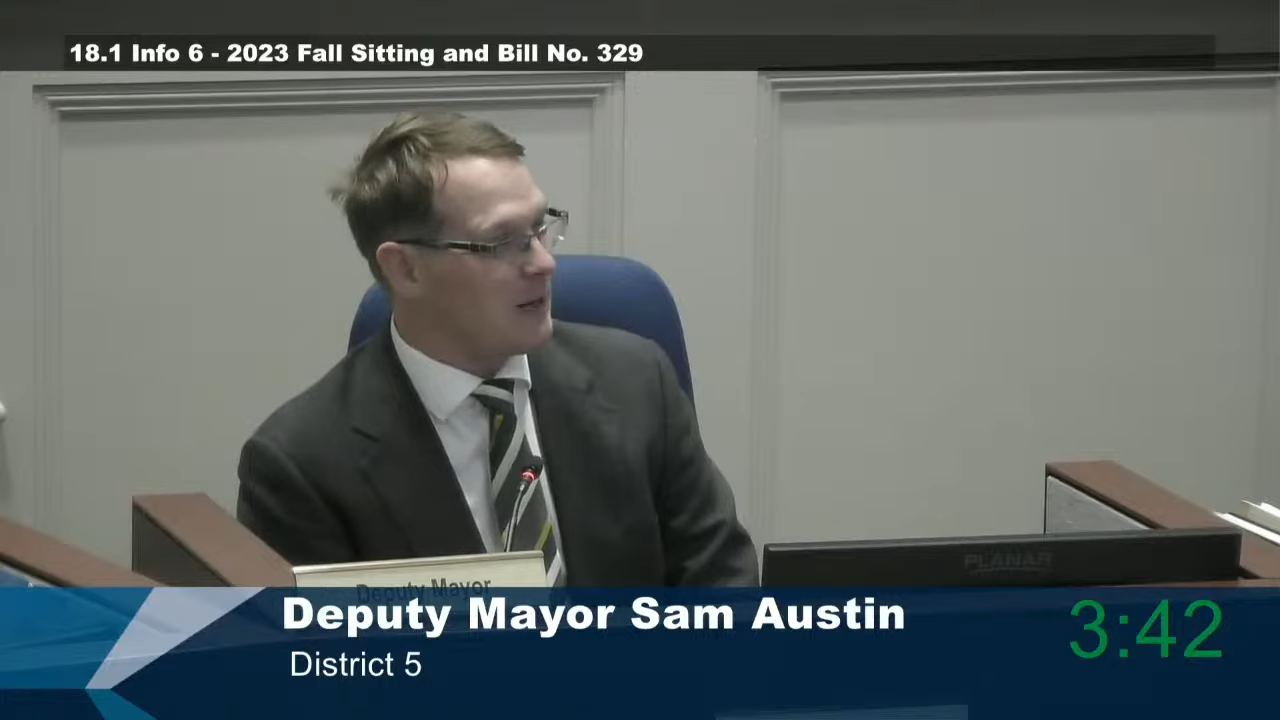 18.1 Info 6 - 2023 Fall Sitting and Bill No. 329
PLANAR
Deputy Mayor
Deputy Mayor Sam Austin
3:42
District 5